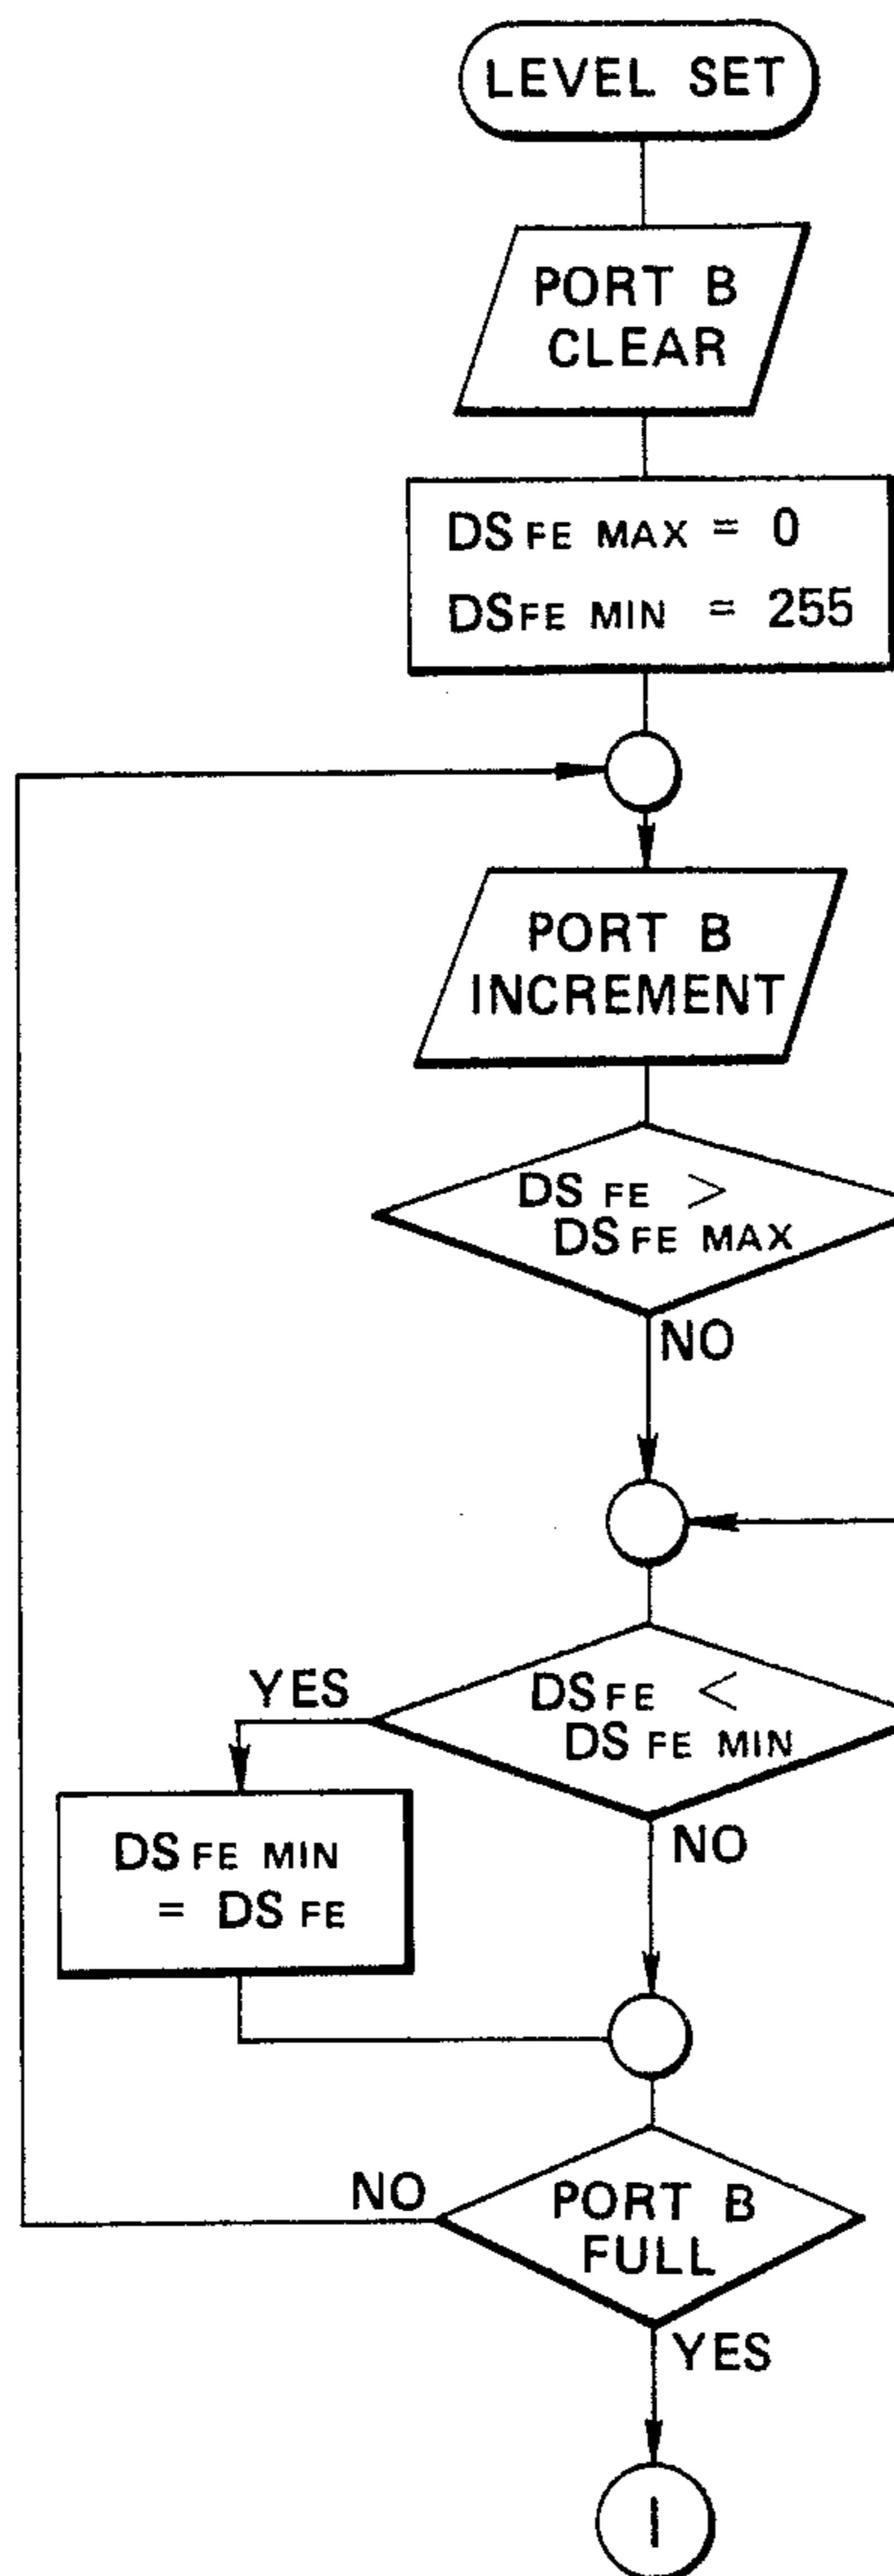 LEVEL SET
PORT B
CLEAR
DS FE MAX = 0
DS FE MIN = 255
PORT B
INCREMENT
DS FE >
DS FE MAX
NO
DS FE <
DS FE MIN
YES
NO
DS FE MIN
= DS FE
PORT B
FULL
NO
YES
I